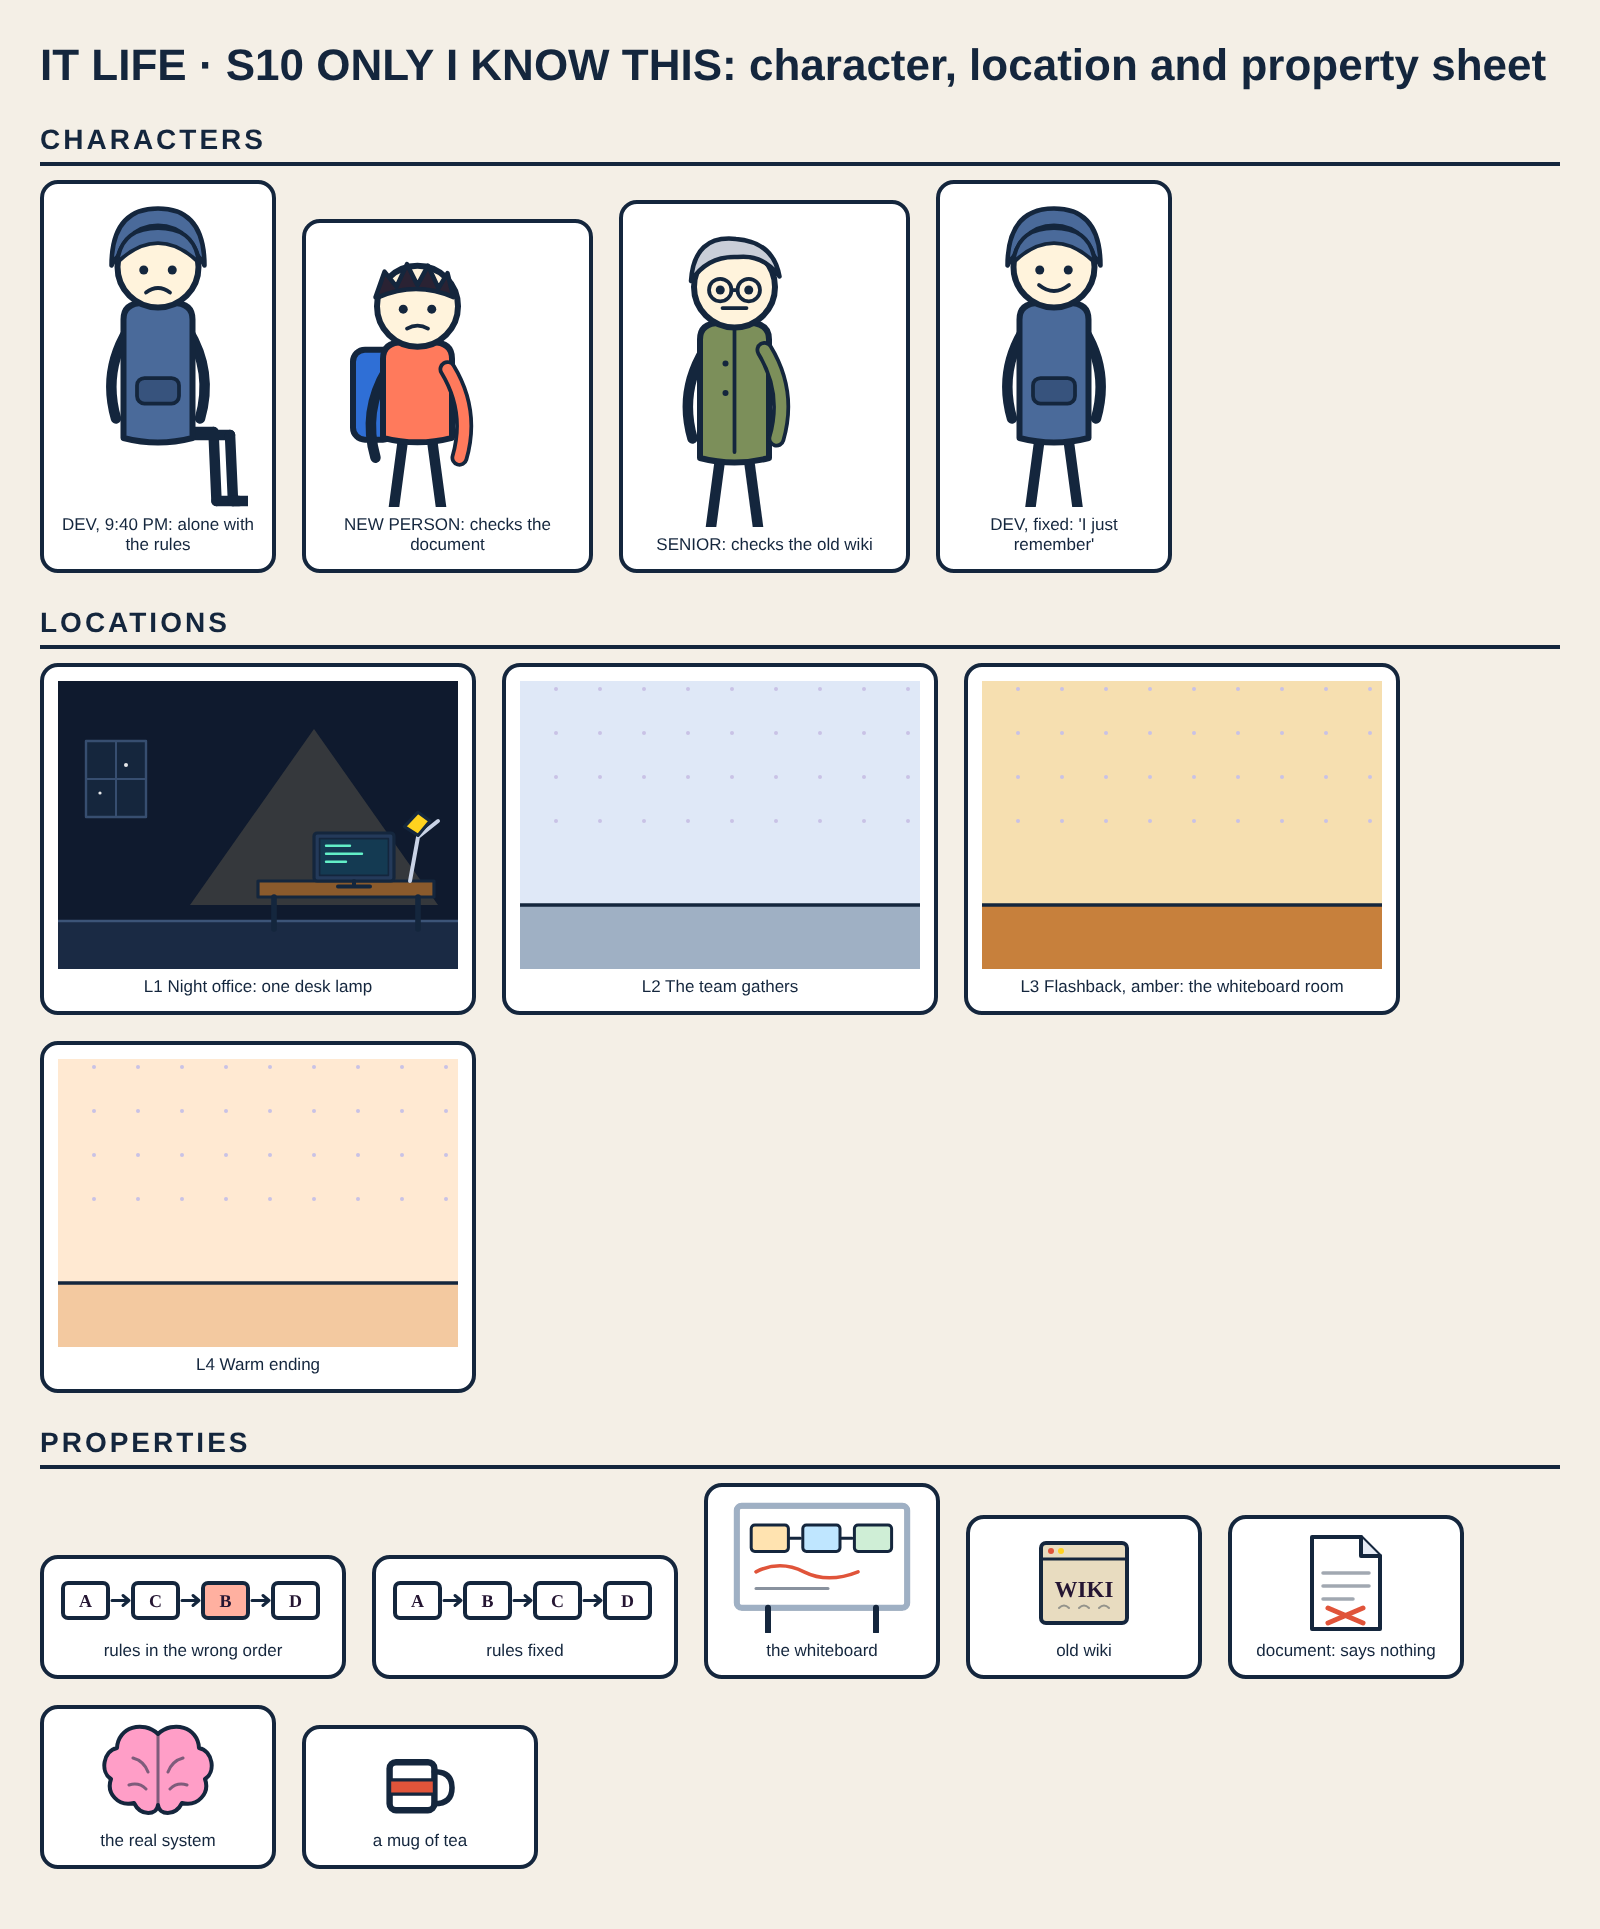 IT LIFE · S10 ONLY I KNOW THIS: character, location and property sheet
CHARACTERS
DEV, 9:40 PM: alone with
the rules
NEW PERSON: checks the
document
SENIOR: checks the old wiki
DEV, fixed: 'I just
remember'
LOCATIONS
L1 Night office: one desk lamp
L2 The team gathers
L3 Flashback, amber: the whiteboard room
L4 Warm ending
PROPERTIES
A C B D
rules in the wrong order
A B C D
rules fixed
the whiteboard
WIKI
old wiki
document: says nothing
the real system
a mug of tea